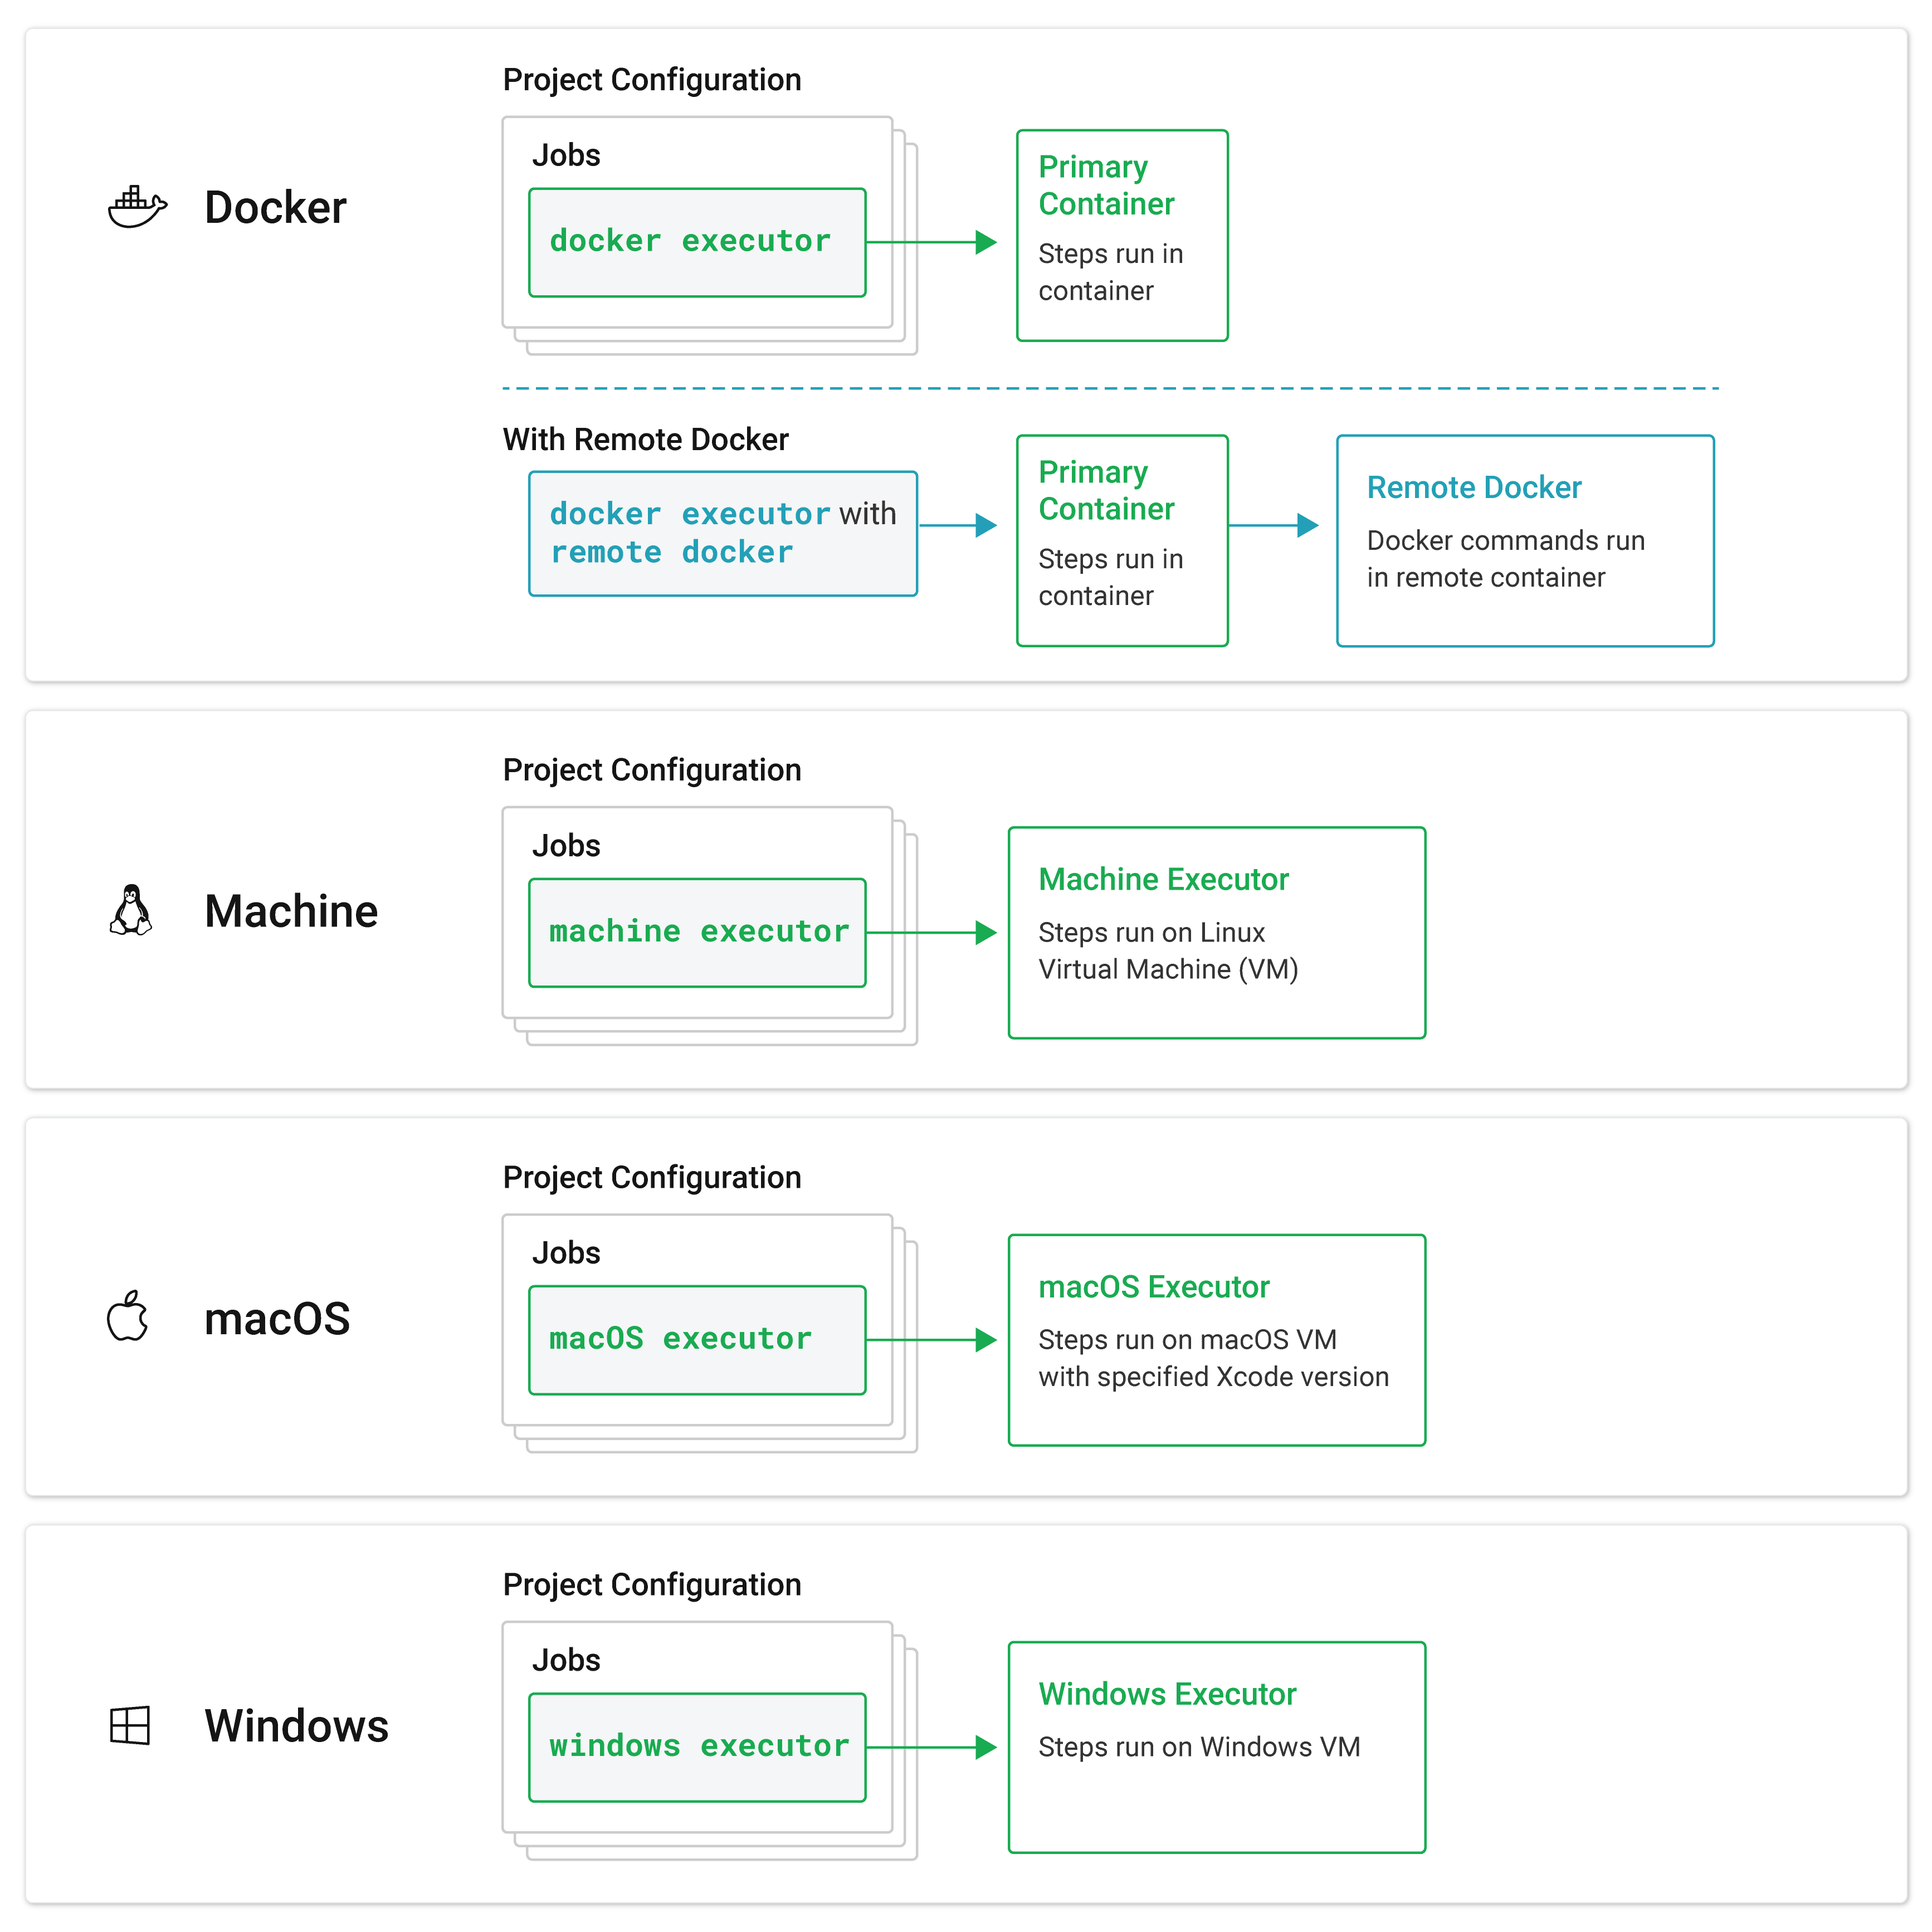 Docker
Project Configuration
Jobs
docker executor
Primary
Container
Steps run in
container
With Remote Docker
docker executor with
remote docker
Primary
Container
Steps run in
container
Remote Docker
Docker commands run
in remote container
Machine
Project Configuration
Jobs
machine executor
Machine Executor
Steps run on Linux
Virtual Machine (VM)
macOS
Project Configuration
Jobs
macOS executor
macOS Executor
Steps run on macOS VM
with specified Xcode version
Windows
Project Configuration
Jobs
windows executor
Windows Executor
Steps run on Windows VM